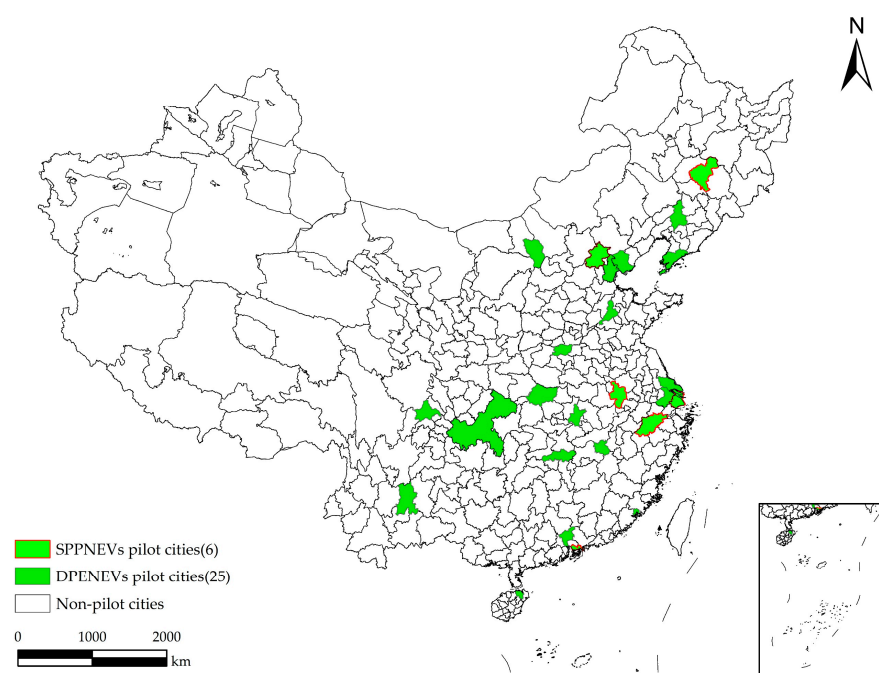 N
SPPNEVs pilot cities(6)
DPENEVs pilot cities(25)
Non-pilot cities
0 1000 2000
km